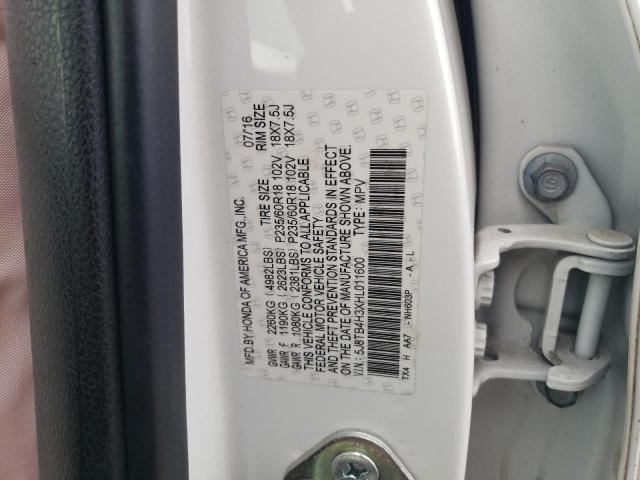 MFD.BY HONDA OF AMERICA MFG.,INC. 07/16
TIRE SIZE RIM SIZE
GVWR 2260KG (4982LBS)
GAWR F 1190KG (2623LBS) P235/60R18 102V 18X7.5J
GAWR R 1080KG (2381LBS) P235/60R18 102V 18X7.5J
THIS VEHICLE CONFORMS TO ALL APPLICABLE
FEDERAL MOTOR VEHICLE SAFETY
AND THEFT PREVENTION STANDARDS IN EFFECT
ON THE DATE OF MANUFACTURE SHOWN ABOVE.
V.I.N.: 5J8TB4H3XHL011600 TYPE: MPV
TX4 H AA7 -NH603P -A -L